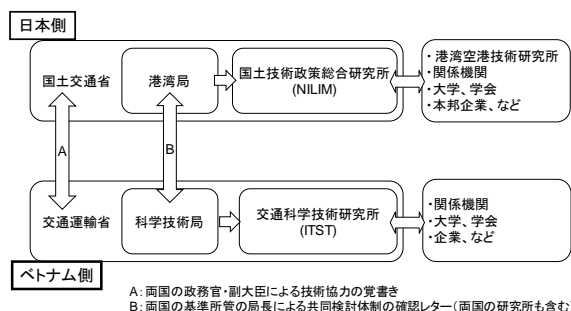 日本側
国土交通省
港湾局
国土技術政策総合研究所
(NILIM)
・港湾空港技術研究所
・関係機関
・大学、学会
・本邦企業、など
A
B
交通運輸省
科学技術局
交通科学技術研究所
(ITST)
・関係機関
・大学、学会
・企業、など
ベトナム側
A:両国の政務官・副大臣による技術協力の覚書き
B:両国の基準所管の局長による共同検討体制の確認レター(両国の研究所も含む)